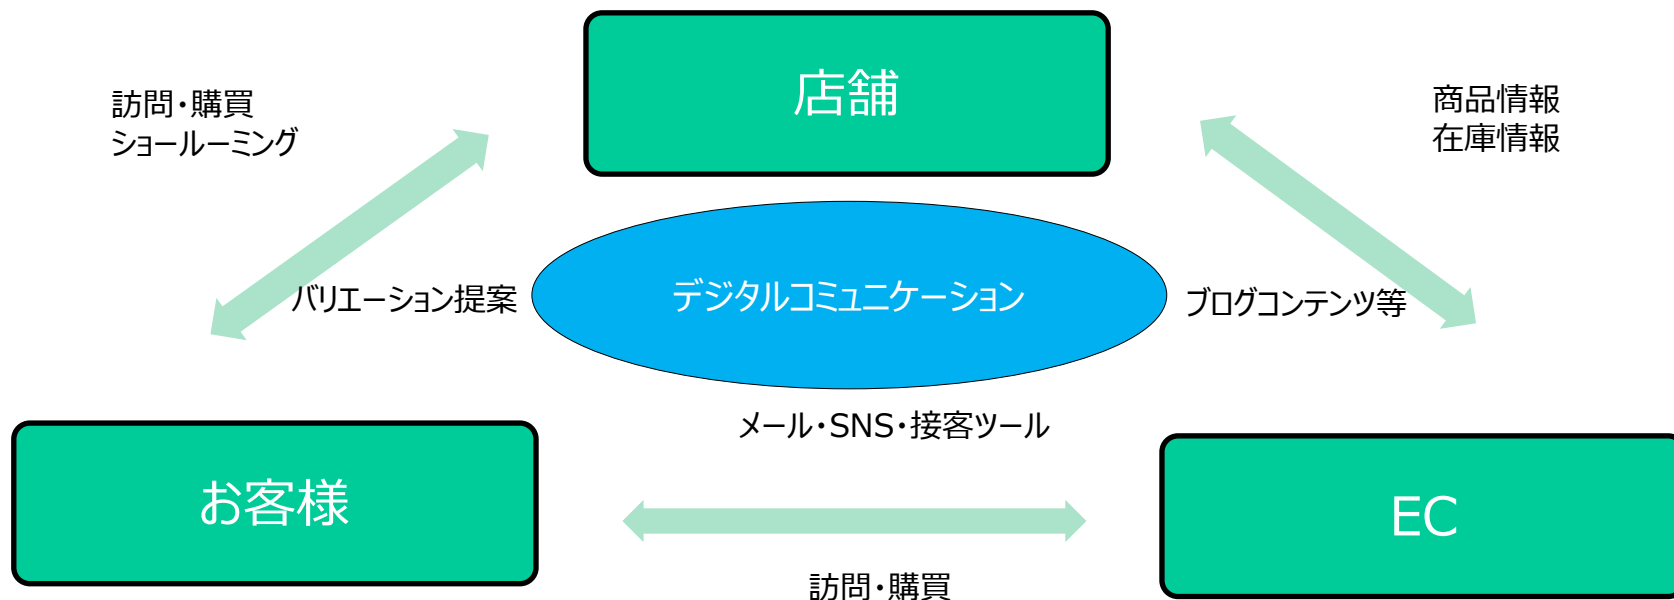 店舗
訪問・購買
ショールーミング
商品情報
在庫情報
バリエーション提案
デジタルコミュニケーション
ブログコンテンツ等
メール・SNS・接客ツール
お客様
EC
訪問・購買